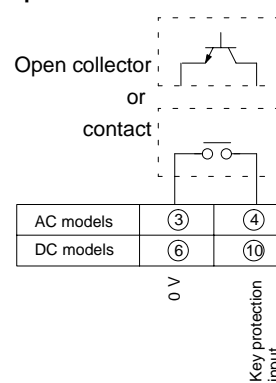 Open collector
or
contact
AC models 3 4
DC models 6 10
0 V
Key protection
input